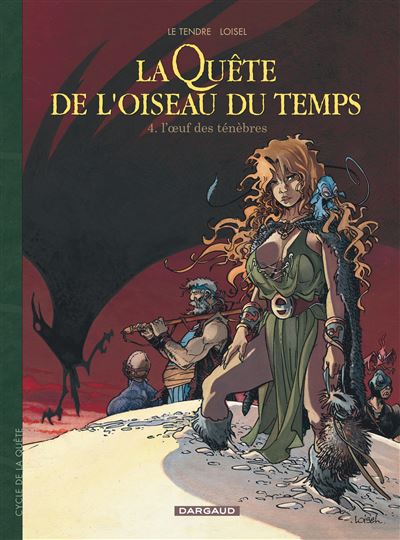 LE TENDRE LOISEL
LA QUÊTE
DE L'OISEAU DU TEMPS
4. l'œuf des ténèbres
CYCLE DE LA QUÊTE
DARGAUD
Loisel.